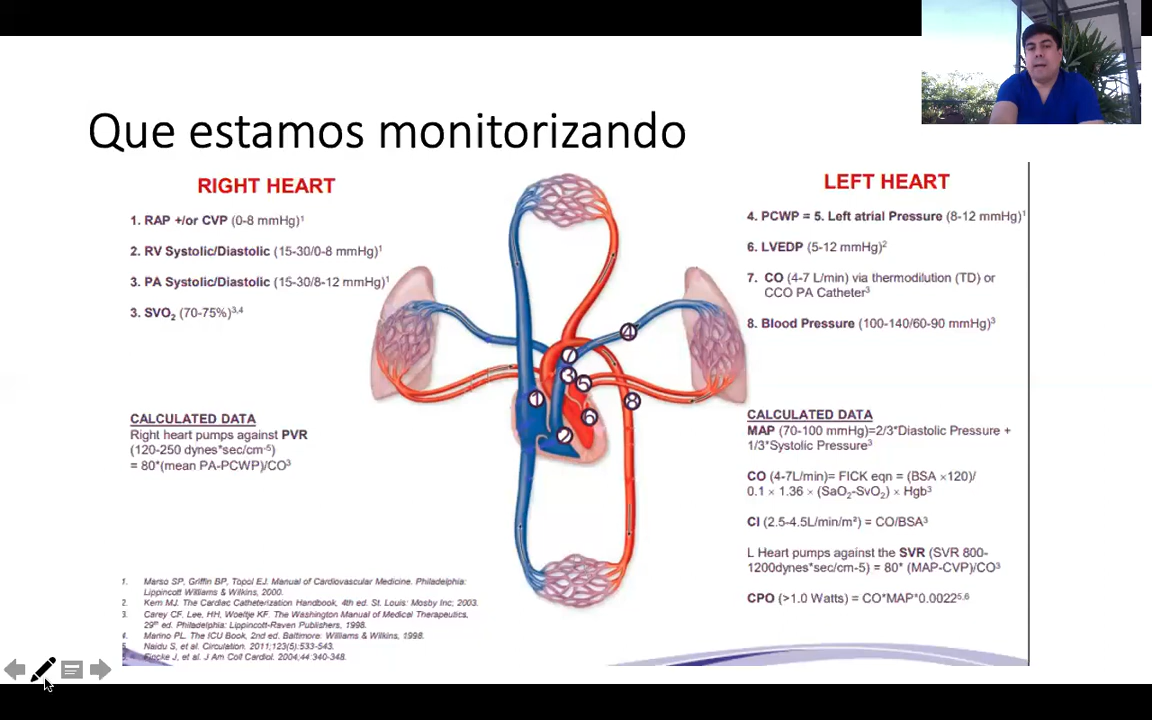 Que estamos monitorizando
RIGHT HEART
1. RAP +/or CVP (0-8 mmHg)¹
2. RV Systolic/Diastolic (15-30/0-8 mmHg)¹
3. PA Systolic/Diastolic (15-30/8-12 mmHg)¹
3. SVO₂ (70-75%)³,⁴
CALCULATED DATA
Right heart pumps against PVR
(120-250 dynes*sec/cm-⁵)
= 80*(mean PA-PCWP)/CO³
LEFT HEART
4. PCWP = 5. Left atrial Pressure (8-12 mmHg)¹
6. LVEDP (5-12 mmHg)²
7. CO (4-7 L/min) via thermodilution (TD) or
CCO PA Catheter³
8. Blood Pressure (100-140/60-90 mmHg)³
CALCULATED DATA
MAP (70-100 mmHg)=2/3*Diastolic Pressure +
1/3*Systolic Pressure³
CO (4-7L/min)= FICK eqn = (BSA ×120)/
0.1 × 1.36 × (SaO₂-SvO₂) × Hgb³
CI (2.5-4.5L/min/m²) = CO/BSA³
L Heart pumps against the SVR (SVR 800-
1200dynes*sec/cm-5) = 80* (MAP-CVP)/CO³
CPO (>1.0 Watts) = CO*MAP*0.0022⁵,⁶
4
3
5
1
8
6
2
1. Marso SP, Griffin BP, Topol EJ. Manual of Cardiovascular Medicine. Philadelphia:
Lippincott Williams & Wilkins, 2000.
2. Kern MJ. The Cardiac Catheterization Handbook, 4th ed. St. Louis: Mosby Inc; 2003.
3. Carey CF, Lee, HH, Woeltje KF. The Washington Manual of Medical Therapeutics,
29th ed. Philadelphia: Lippincott-Raven Publishers, 1998.
4. Marino PL. The ICU Book, 2nd ed. Baltimore: Williams & Wilkins, 1998.
5. Naidu S, et al. Circulation. 2011;123(5):533-543.
Fincke J, et al. J Am Coll Cardiol. 2004;44:340-348.